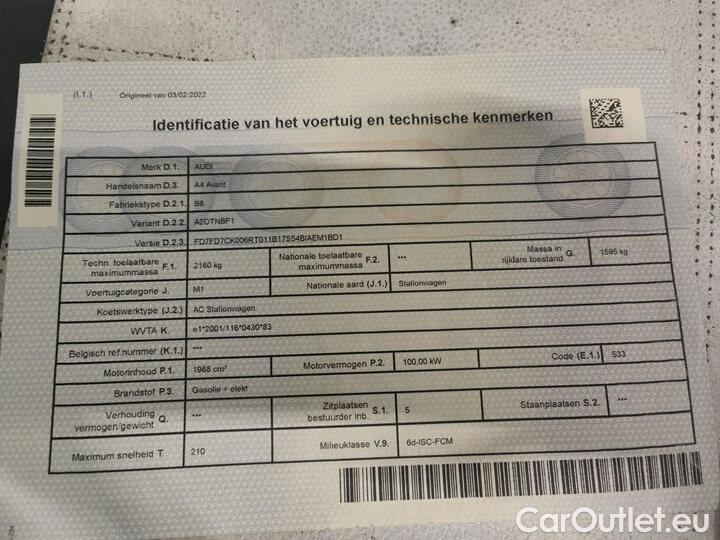 (I.1.) Origineel van 03/02/2022
Identificatie van het voertuig en technische kenmerken
Merk D.1. AUDI
Handelsnaam D.3. A4 Avant
Fabriekstype D.2.1. B8
Variant D.2.2. A2DTNBF1
Versie D.2.3. FD7FD7CK006RT011B17S54BIAEM1BD1
Techn. toelaatbare maximummassa F.1. 2160 kg Nationale toelaatbare maximummassa F.2. *** Massa in rijklare toestand G. 1595 kg
Voertuigcategorie J. M1 Nationale aard (J.1.) Stationwagen
Koetswerktype (J.2.) AC Stationwagen
WVTA K. e1*2001/116*0430*83
Belgisch ref.nummer (K.1.) ***
Motorinhoud P.1. 1968 cm³ Motorvermogen P.2. 100,00 kW Code (E.1.) 533
Brandstof P.3. Gasolie + elekt
Verhouding vermogen/gewicht Q. *** Zitplaatsen bestuurder inb. S.1. 5 Staanplaatsen S.2. ***
Maximum snelheid T. 210 Milieuklasse V.9. 6d-ISC-FCM
CarOutlet.eu